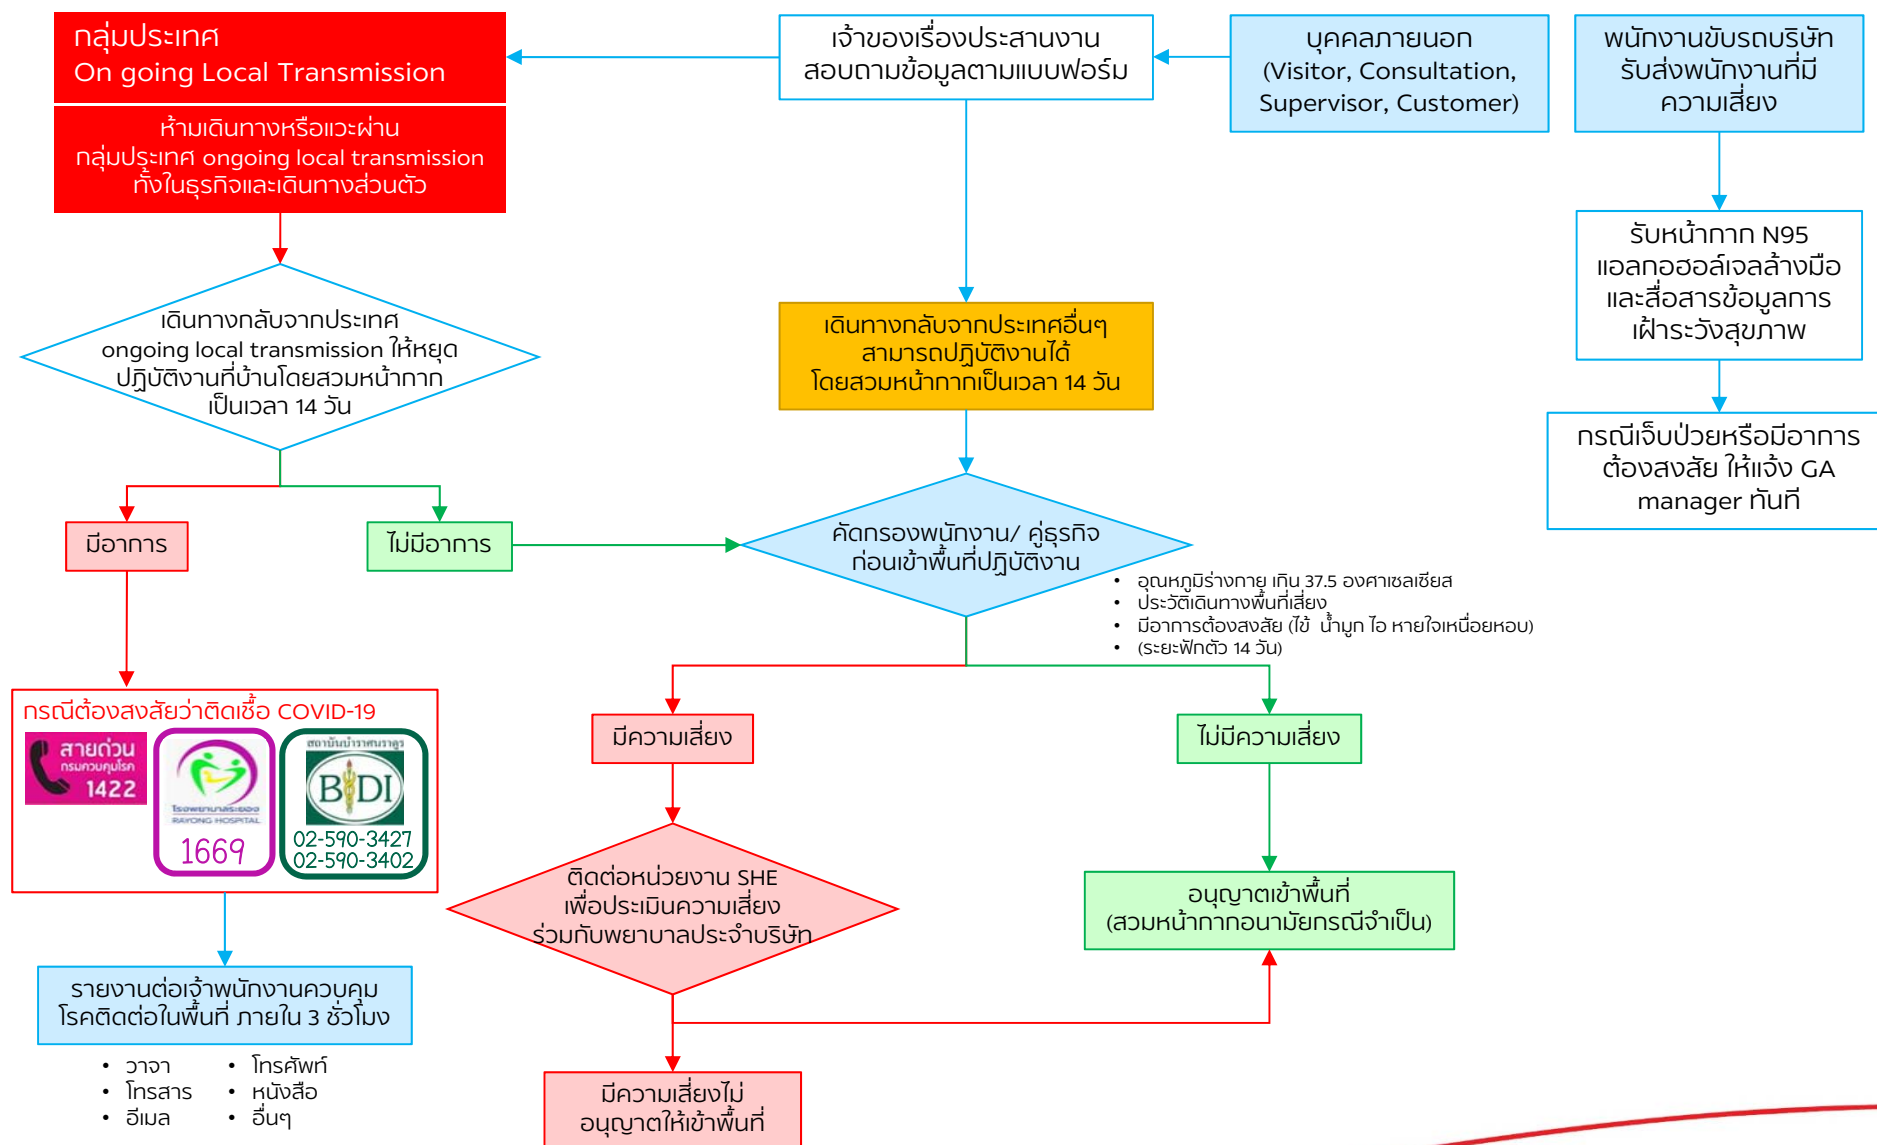 กลุ่มประเทศ
On going Local Transmission
ห้ามเดินทางหรือแวะผ่าน
กลุ่มประเทศ ongoing local transmission
ทั้งในธุรกิจและเดินทางส่วนตัว
เจ้าของเรื่องประสานงาน
สอบถามข้อมูลตามแบบฟอร์ม
บุคคลภายนอก
(Visitor, Consultation,
Supervisor, Customer)
พนักงานขับรถบริษัท
รับส่งพนักงานที่มี
ความเสี่ยง
รับหน้ากาก N95
แอลกอฮอล์เจลล้างมือ
และสื่อสารข้อมูลการ
เฝ้าระวังสุขภาพ
กรณีเจ็บป่วยหรือมีอาการ
ต้องสงสัย ให้แจ้ง GA
manager ทันที
เดินทางกลับจากประเทศ
ongoing local transmission ให้หยุด
ปฏิบัติงานที่บ้านโดยสวมหน้ากาก
เป็นเวลา 14 วัน
เดินทางกลับจากประเทศอื่นๆ
สามารถปฏิบัติงานได้
โดยสวมหน้ากากเป็นเวลา 14 วัน
มีอาการ
ไม่มีอาการ
คัดกรองพนักงาน/ คู่ธุรกิจ
ก่อนเข้าพื้นที่ปฏิบัติงาน
• อุณหภูมิร่างกาย เกิน 37.5 องศาเซลเซียส
• ประวัติเดินทางพื้นที่เสี่ยง
• มีอาการต้องสงสัย (ไข้ น้ำมูก ไอ หายใจเหนื่อยหอบ)
• (ระยะฟักตัว 14 วัน)
กรณีต้องสงสัยว่าติดเชื้อ COVID-19
สายด่วน
กรมควบคุมโรค
1422
โรงพยาบาลระยอง
RAYONG HOSPITAL
1669
สถาบันบำราศนราดูร
BIDI
02-590-3427
02-590-3402
มีความเสี่ยง
ไม่มีความเสี่ยง
ติดต่อหน่วยงาน SHE
เพื่อประเมินความเสี่ยง
ร่วมกับพยาบาลประจำบริษัท
อนุญาตเข้าพื้นที่
(สวมหน้ากากอนามัยกรณีจำเป็น)
รายงานต่อเจ้าพนักงานควบคุม
โรคติดต่อในพื้นที่ ภายใน 3 ชั่วโมง
• วาจา
• โทรสาร
• อีเมล
• โทรศัพท์
• หนังสือ
• อื่นๆ
มีความเสี่ยงไม่
อนุญาตให้เข้าพื้นที่